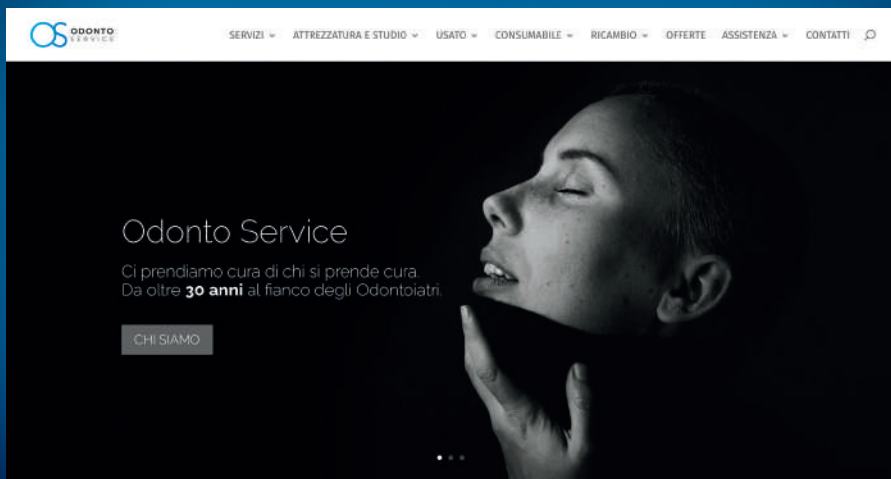 OS ODONTO
SERVICE
SERVIZI
ATTREZZATURA E STUDIO
USATO
CONSUMABILE
RICAMBIO
OFFERTE
ASSISTENZA
CONTATTI
Odonto Service
Ci prendiamo cura di chi si prende cura.
Da oltre 30 anni al fianco degli Odontoiatri.
CHI SIAMO